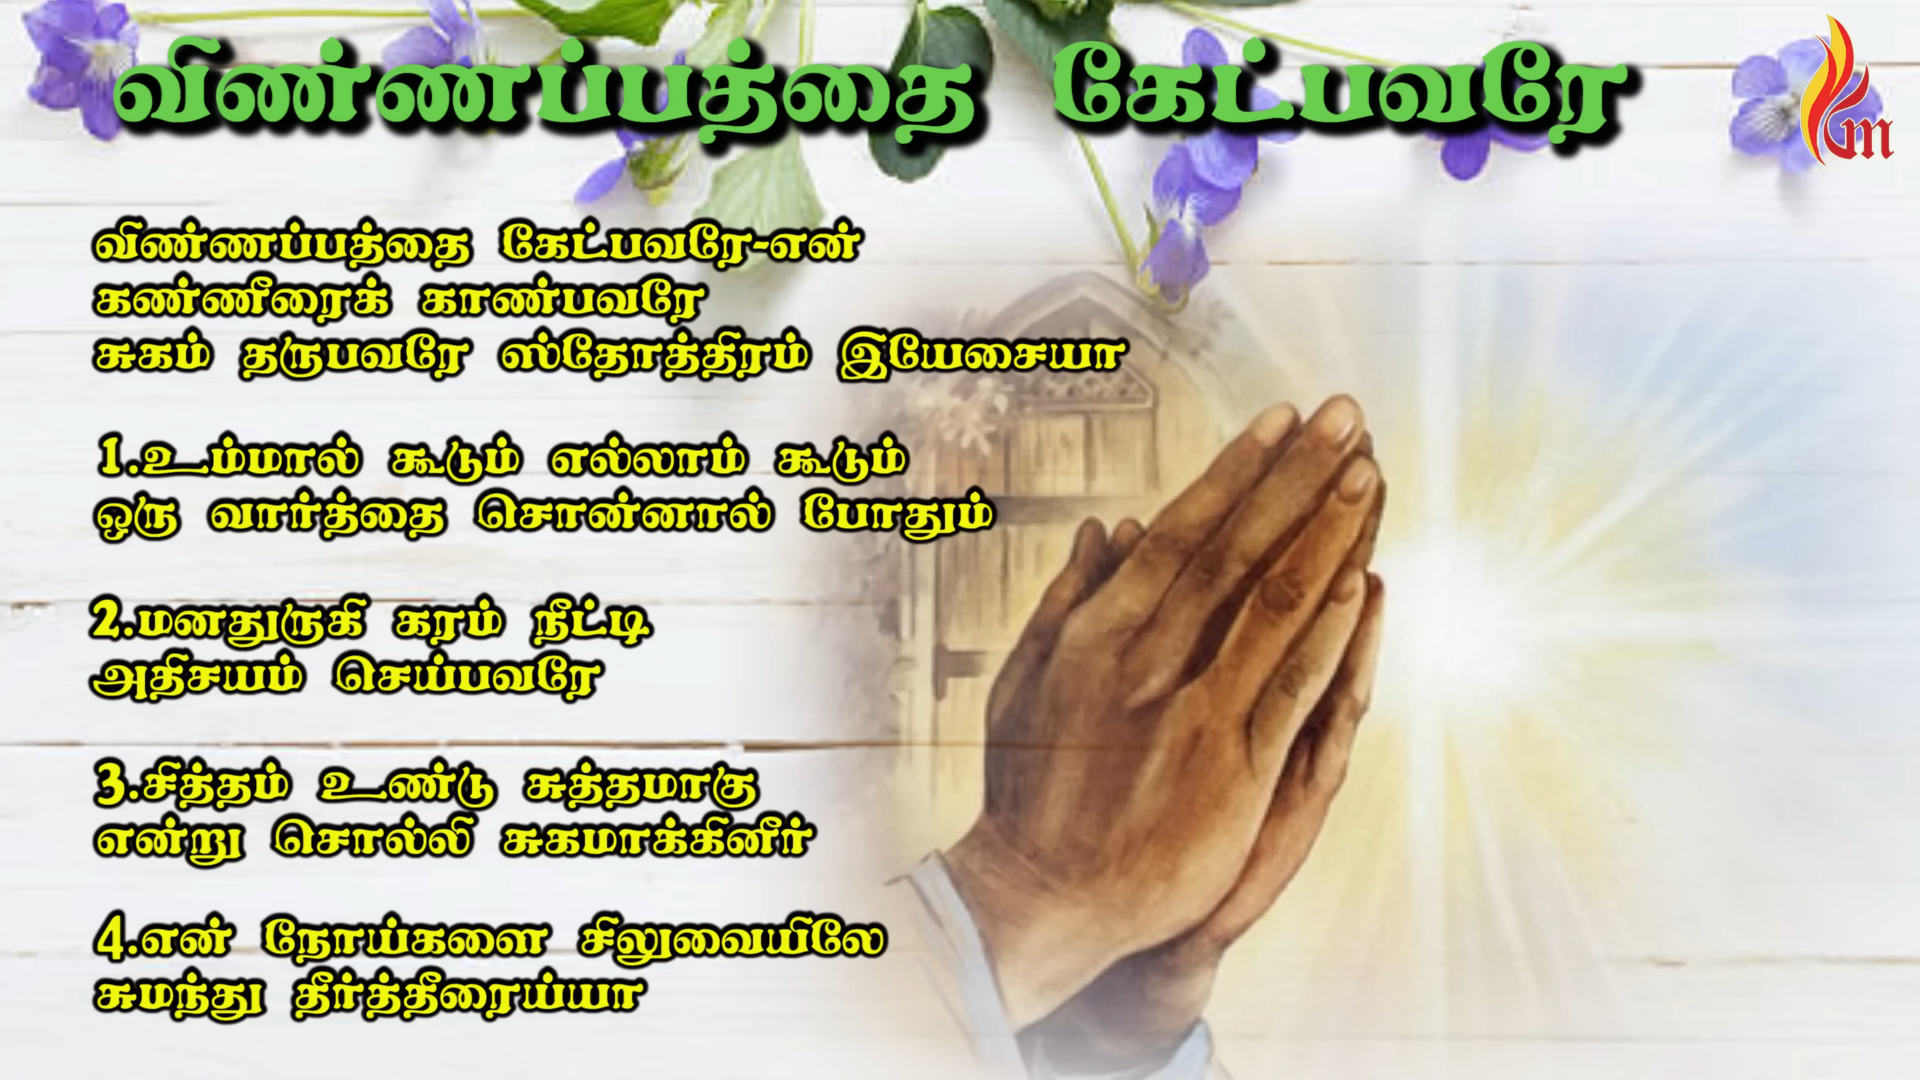 விண்ணப்பத்தை கேட்பவரே
விண்ணப்பத்தை கேட்பவரே-என்
கண்ணீரைக் காண்பவரே
சுகம் தருபவரே ஸ்தோத்திரம் இயேசையா
1.உம்மால் கூடும் எல்லாம் கூடும்
ஒரு வார்த்தை சொன்னால் போதும்
2.மனதுருகி கரம் நீட்டி
அதிசயம் செய்பவரே
3.சித்தம் உண்டு சுத்தமாகு
என்று சொல்லி சுகமாக்கினீர்
4.என் நோய்களை சிலுவையிலே
சுமந்து தீர்த்தீரைய்யா